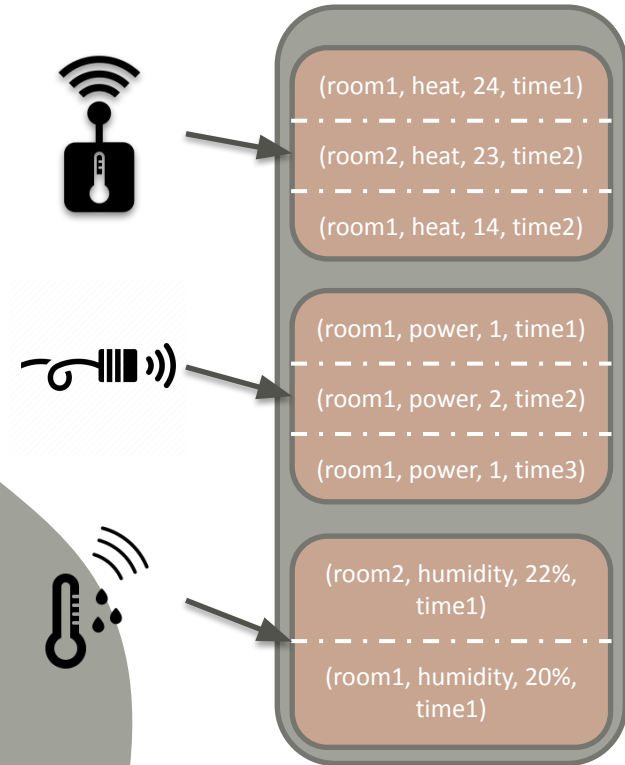 (room1, heat, 24, time1)
(room2, heat, 23, time2)
(room1, heat, 14, time2)
(room1, power, 1, time1)
(room1, power, 2, time2)
(room1, power, 1, time3)
(room2, humidity, 22%,
time1)
(room1, humidity, 20%,
time1)